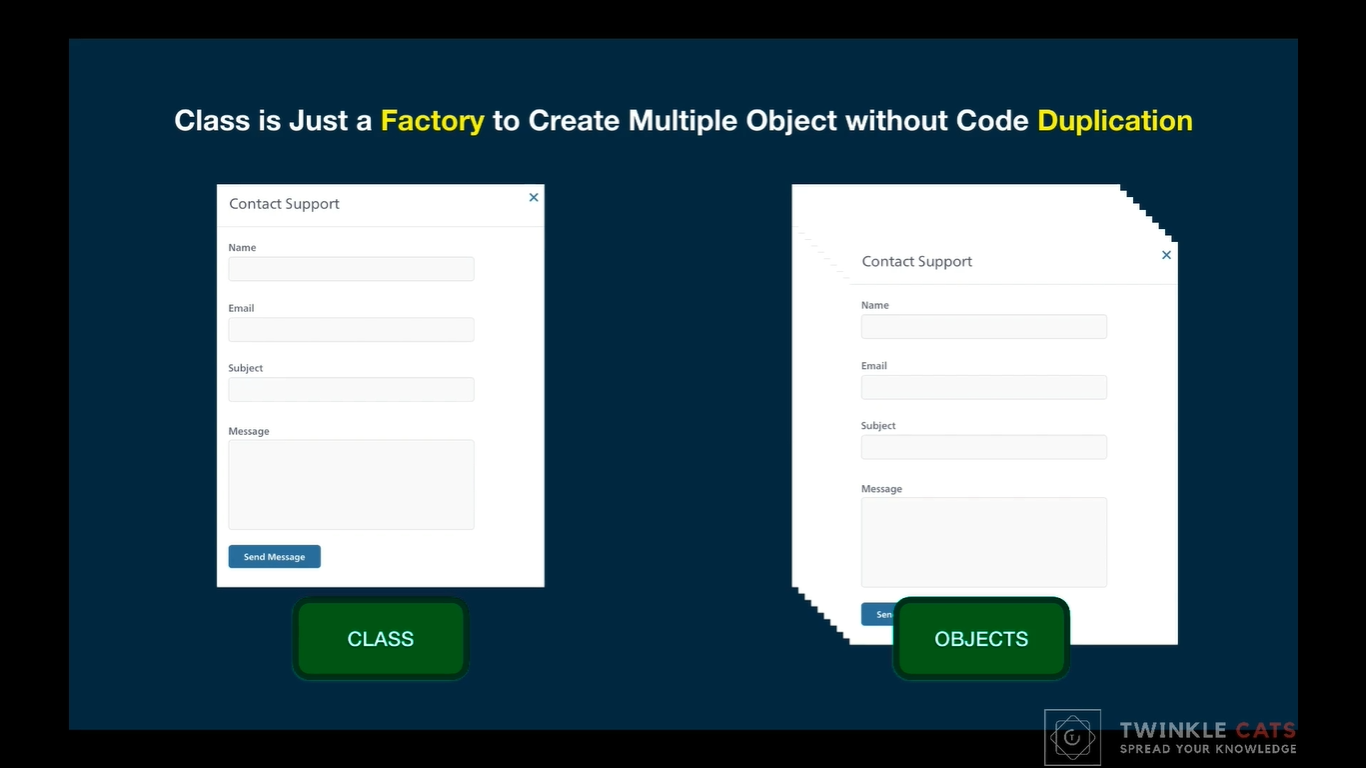 Class is Just a Factory to Create Multiple Object without Code Duplication
Contact Support
Name
Email
Subject
Message
Send Message
CLASS
Contact Support
Name
Email
Subject
Message
Sen
OBJECTS
TWINKLE CATS
SPREAD YOUR KNOWLEDGE